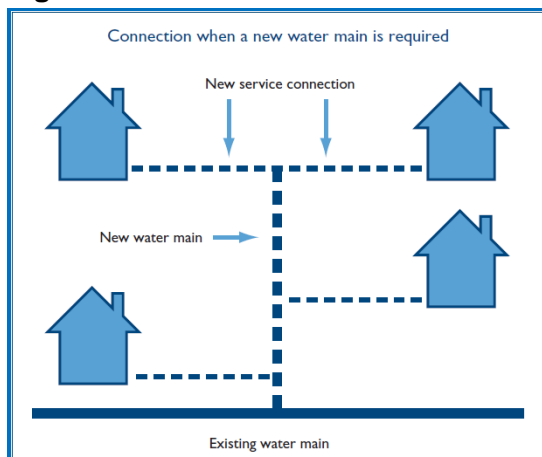 Connection when a new water main is required
New service connection
New water main
Existing water main